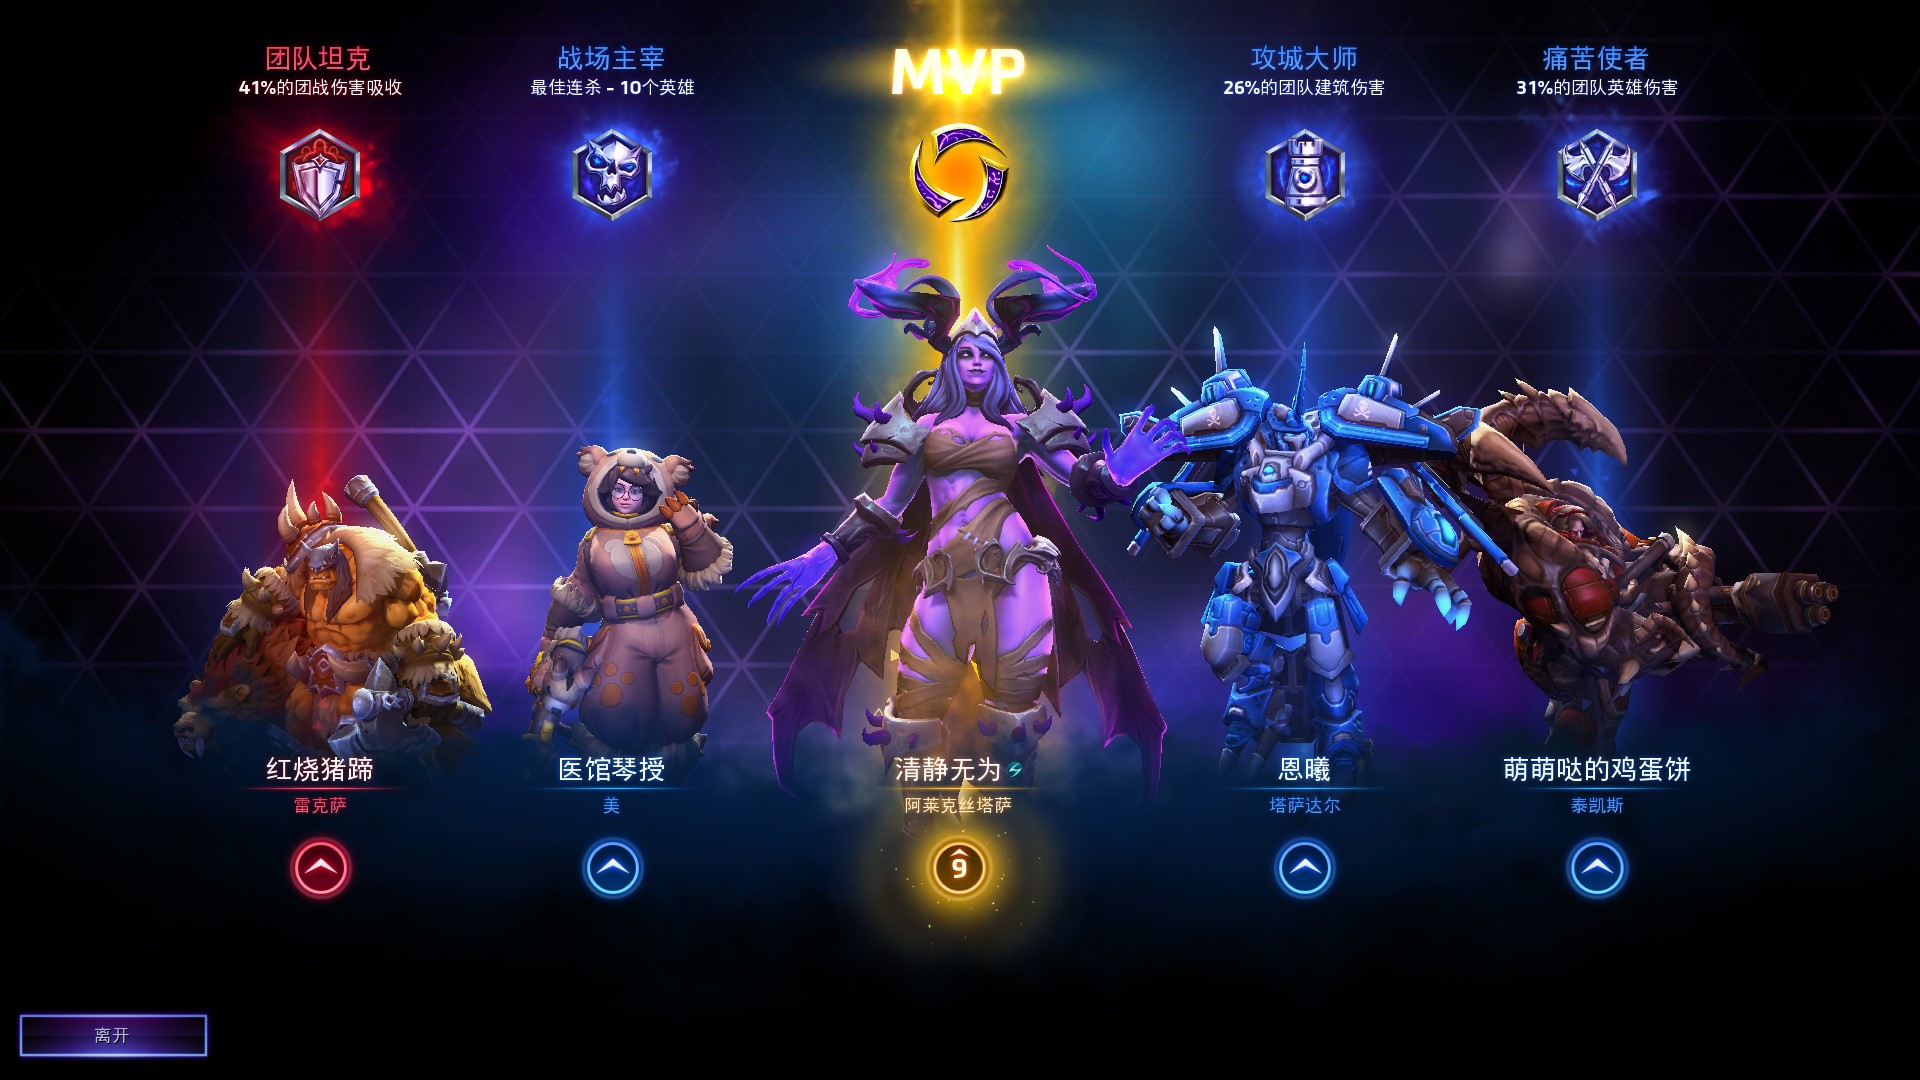 团队坦克
41%的团战伤害吸收
战场主宰
最佳连杀 - 10个英雄
MVP
攻城大师
26%的团队建筑伤害
痛苦使者
31%的团队英雄伤害
红烧猪蹄
雷克萨
医馆琴授
美
清静无为
阿莱克丝塔萨
9
恩曦
塔萨达尔
萌萌哒的鸡蛋饼
泰凯斯
离开